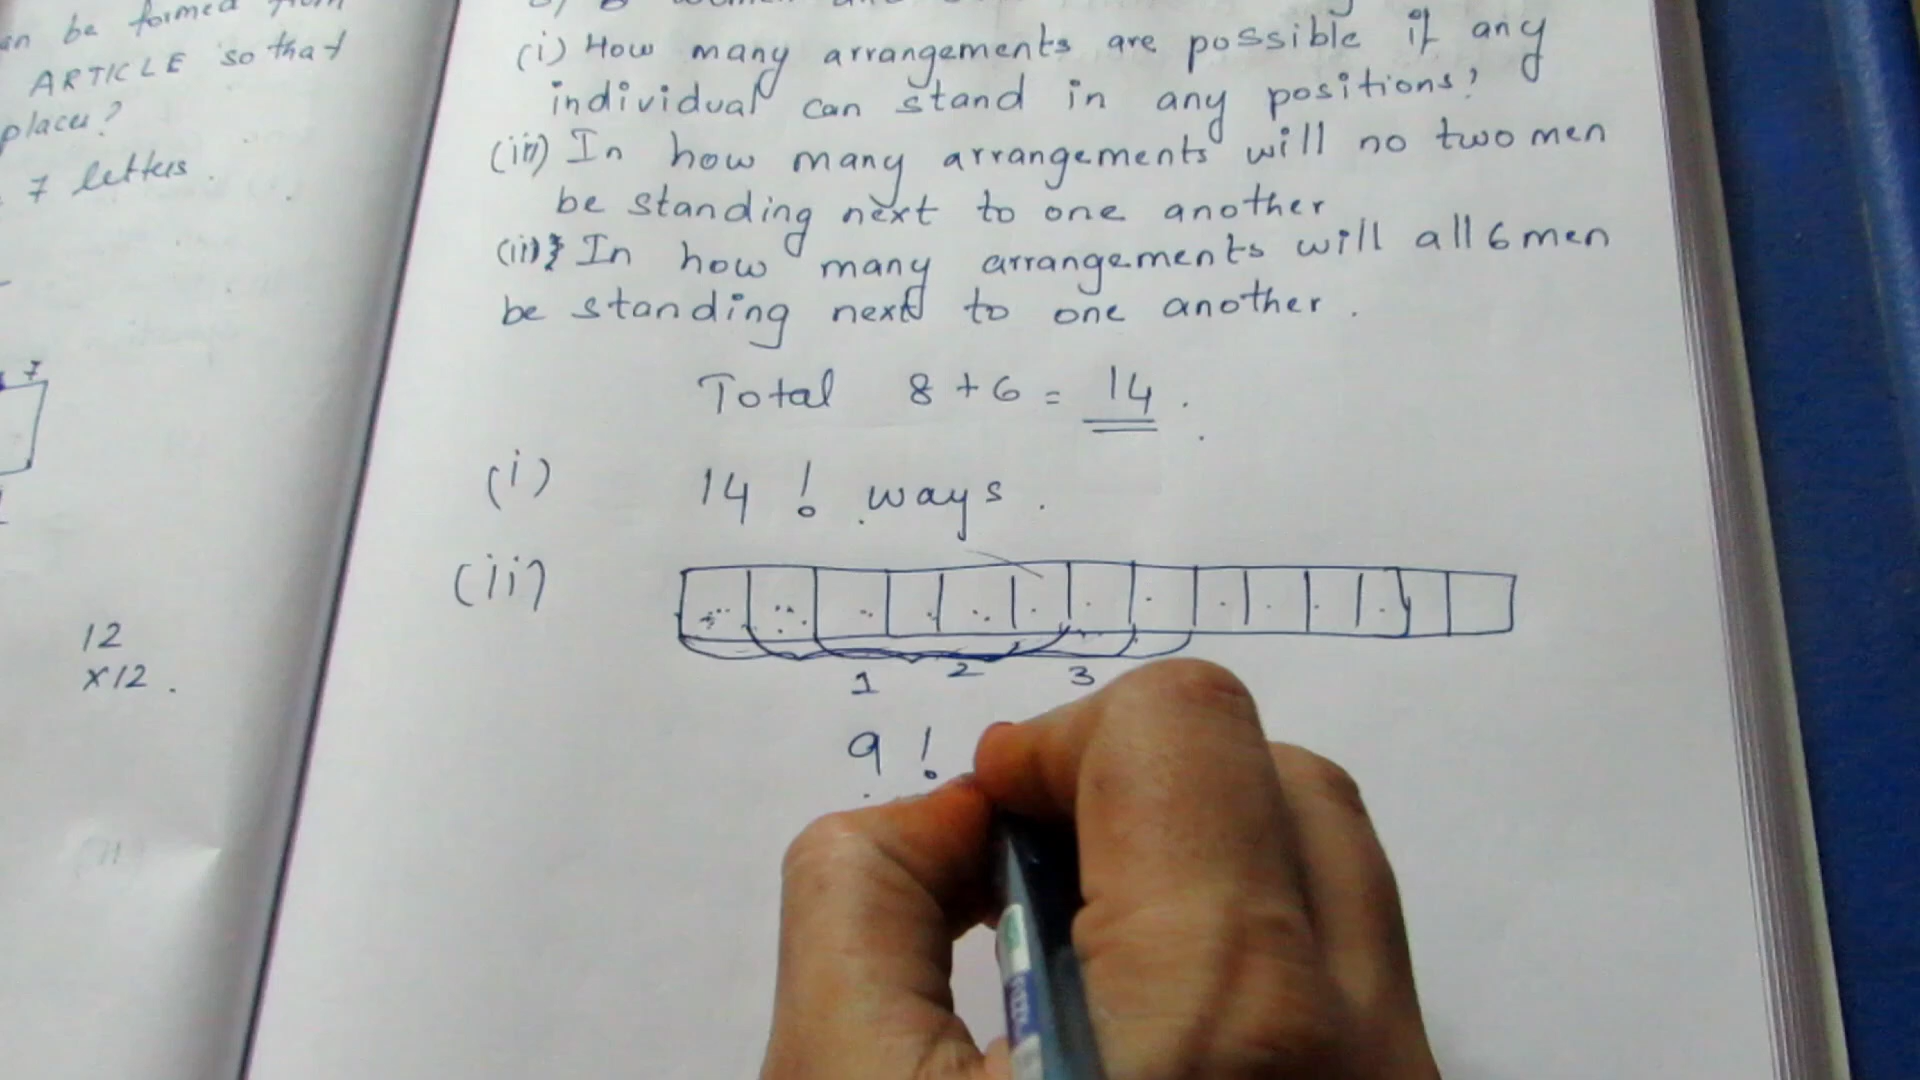 be formed from
ARTICLE so that
place?
7 letters.
7
12
x12.
(i) How many arrangements are possible if any
individual can stand in any positions?
(iii) In how many arrangements will no two men
be standing next to one another
(ii) In how many arrangements will all 6 men
be standing next to one another.
Total 8 + 6 = 14.
(i) 14 ! ways.
(ii)
1 2 3
9 !